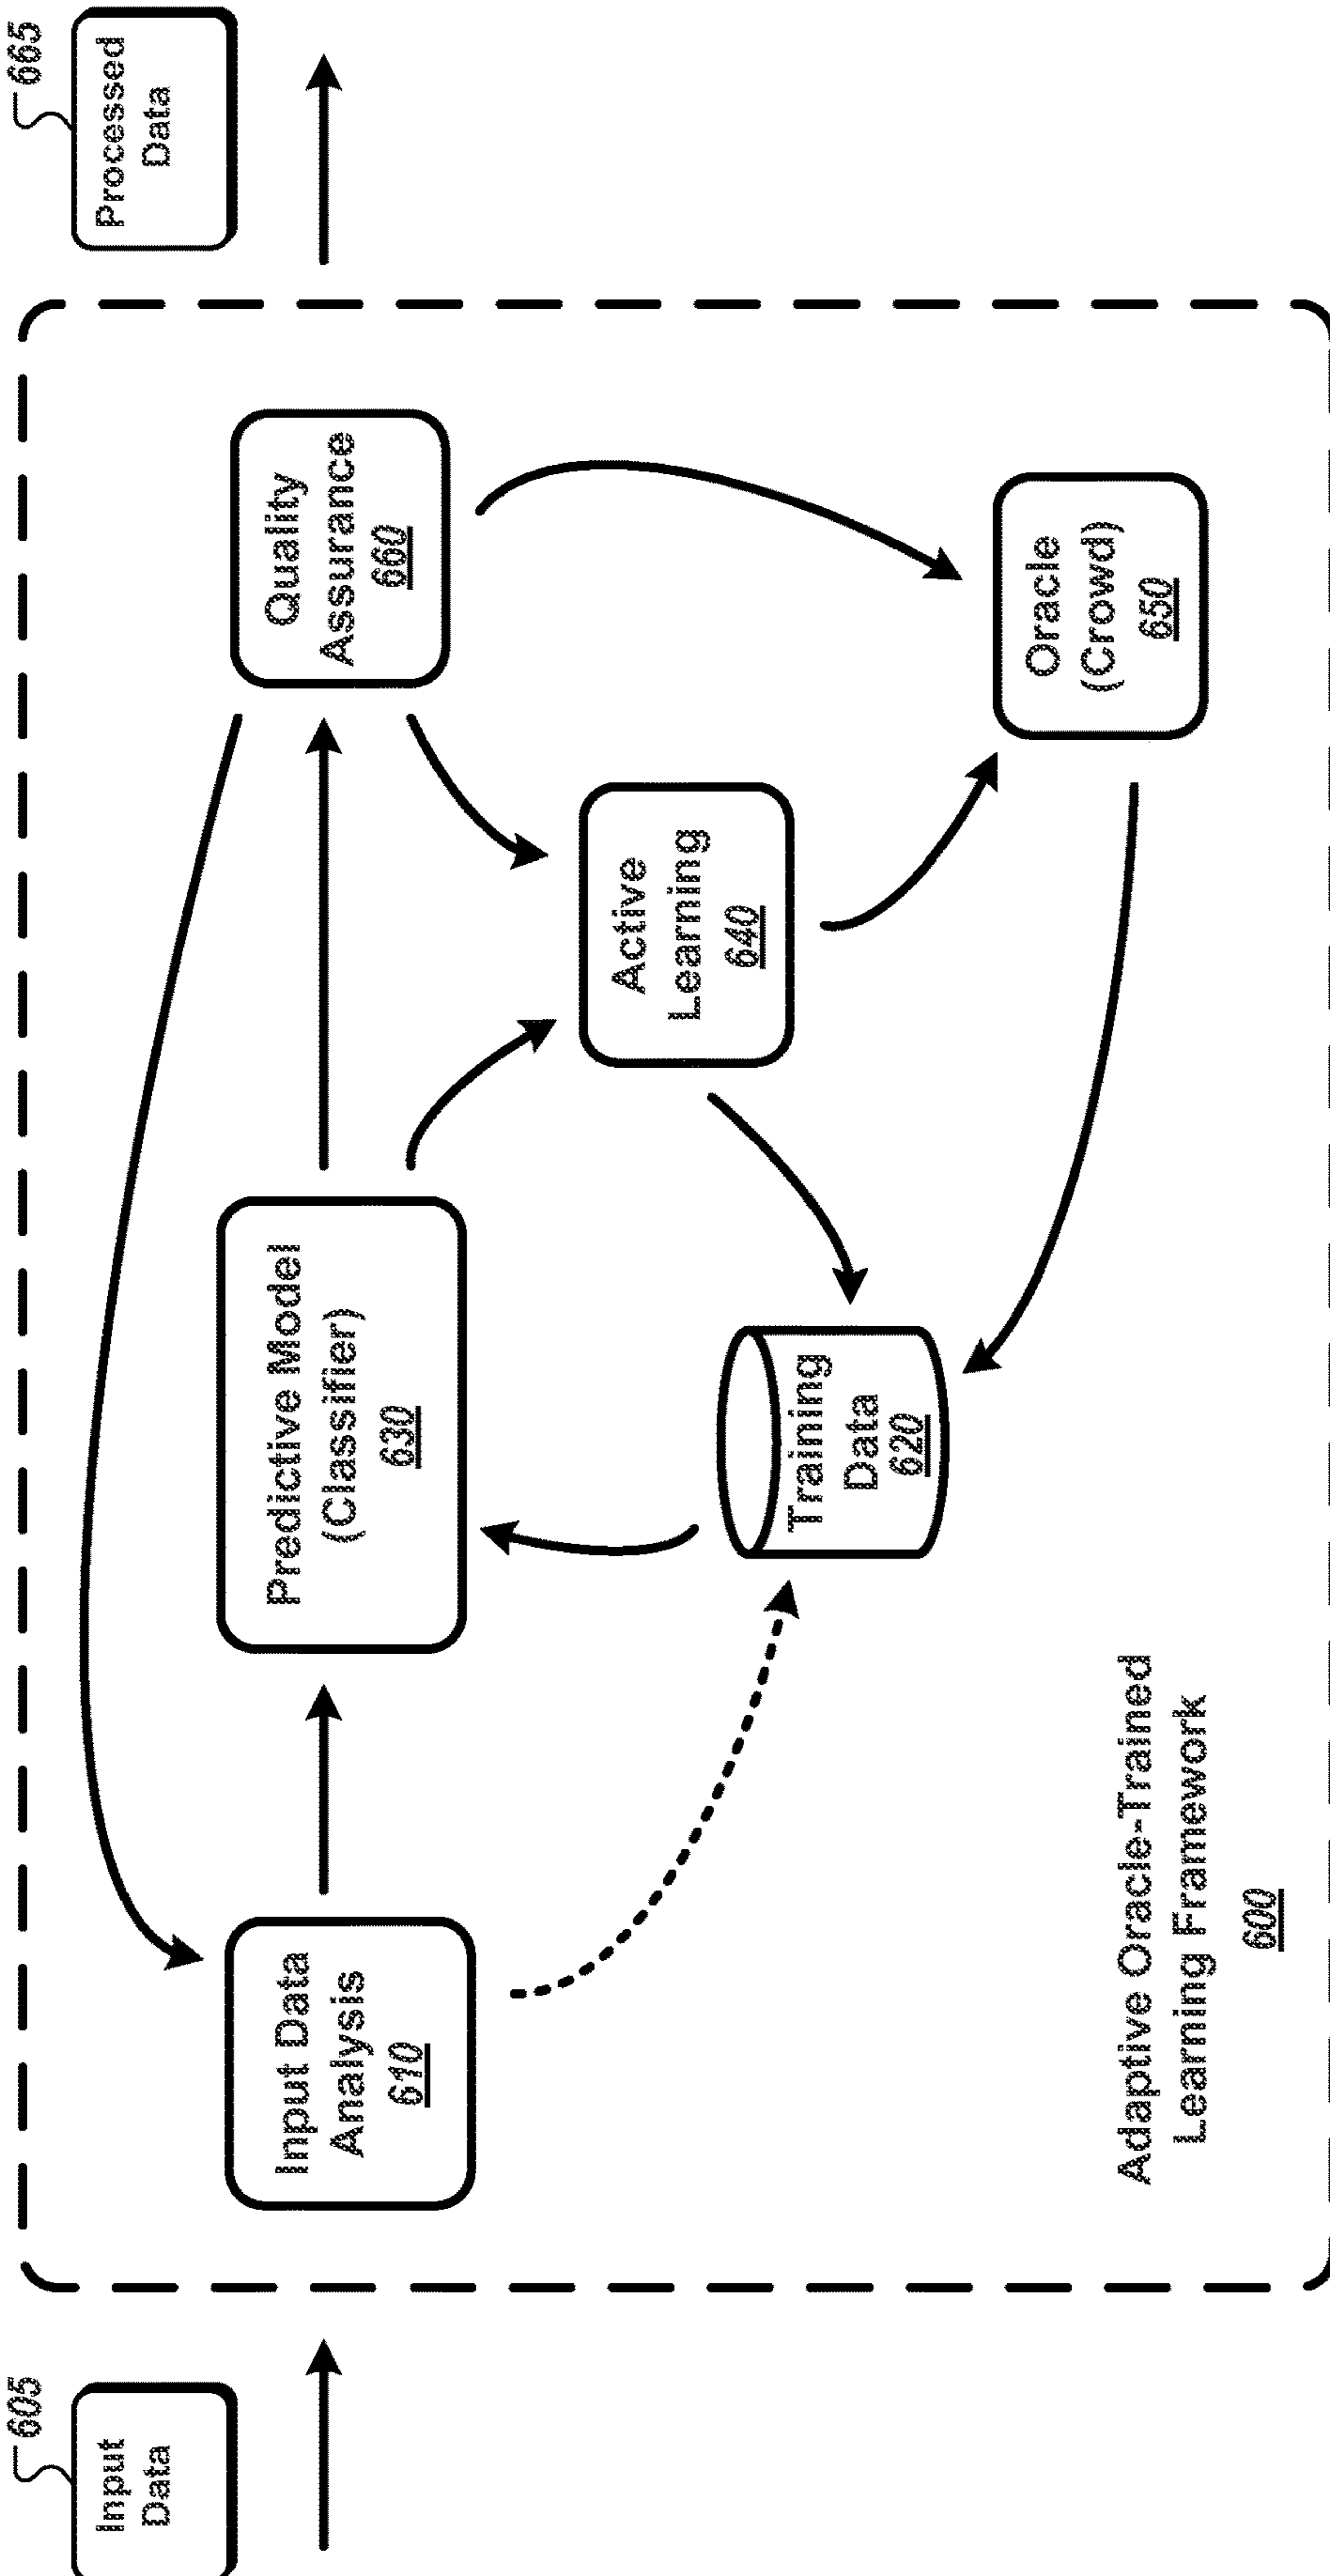 605
Input
Data
Input Data
Analysis
610
Predictive Model
(Classifier)
630
Quality
Assurance
660
Active
Learning
640
Training
Data
620
Oracle
(Crowd)
650
Adaptive Oracle-Trained
Learning Framework
600
665
Processed
Data